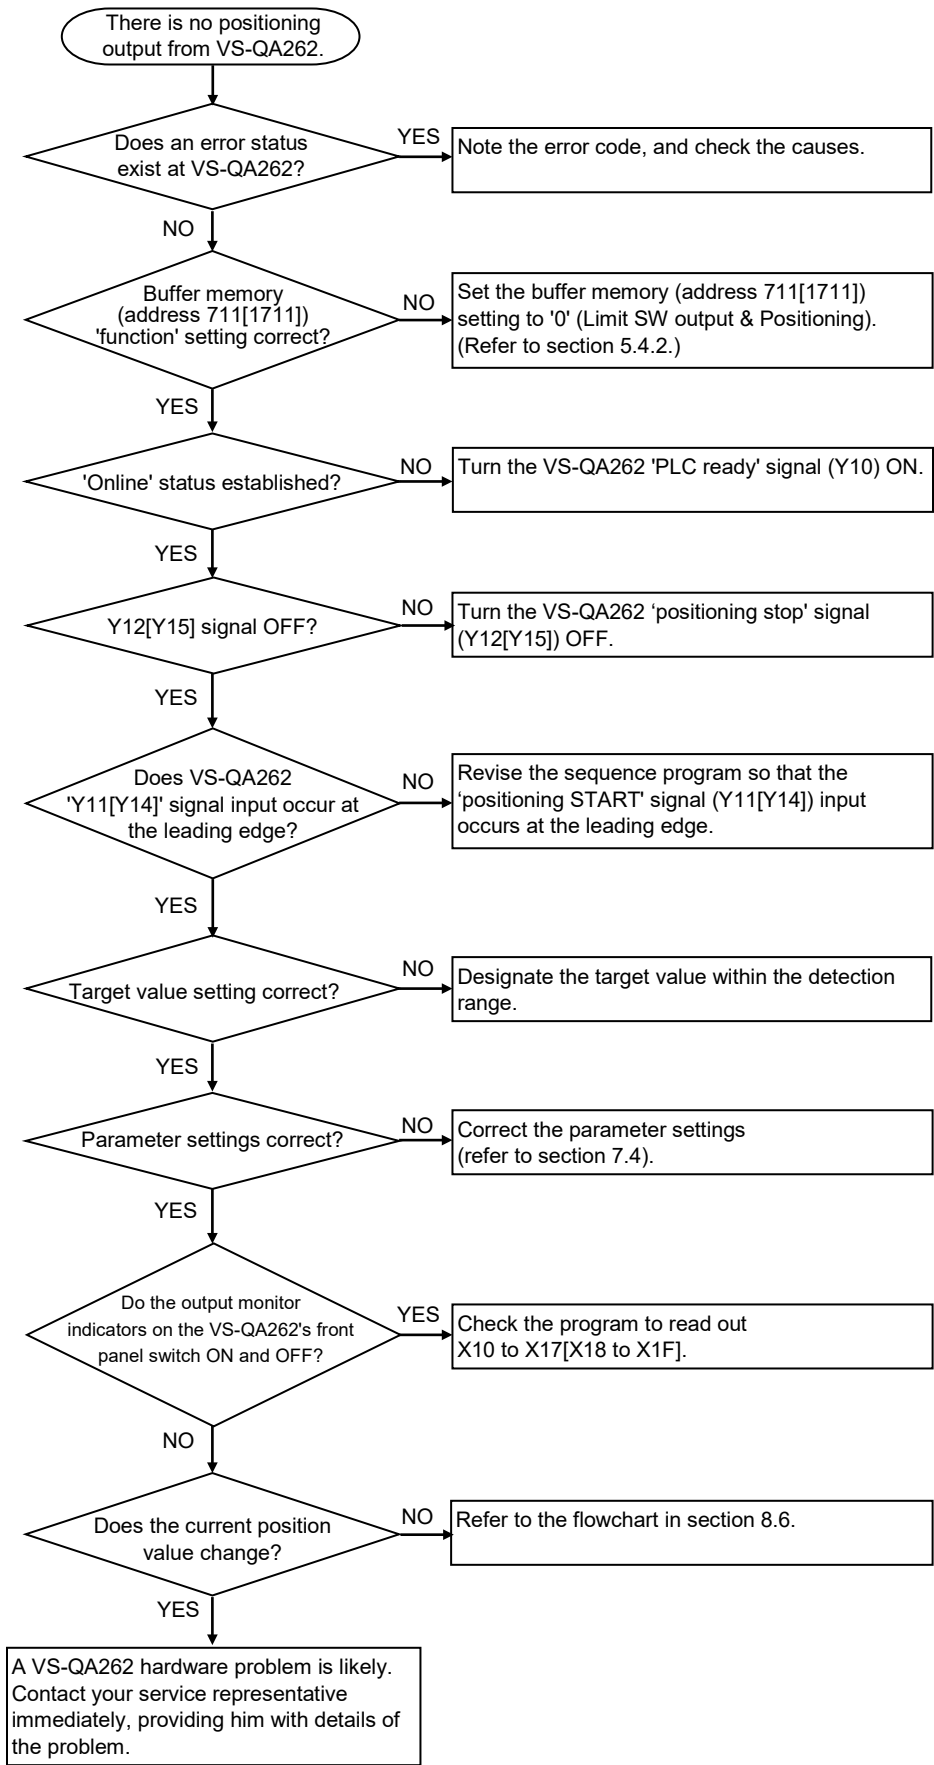 There is no positioning
output from VS-QA262.
Does an error status
exist at VS-QA262?
YES
Note the error code, and check the causes.
NO
Buffer memory
(address 711[1711])
'function' setting correct?
NO
Set the buffer memory (address 711[1711])
setting to '0' (Limit SW output & Positioning).
(Refer to section 5.4.2.)
YES
'Online' status established?
NO
Turn the VS-QA262 'PLC ready' signal (Y10) ON.
YES
Y12[Y15] signal OFF?
NO
Turn the VS-QA262 ‘positioning stop' signal
(Y12[Y15]) OFF.
YES
Does VS-QA262
'Y11[Y14]' signal input occur at
the leading edge?
NO
Revise the sequence program so that the
‘positioning START' signal (Y11[Y14]) input
occurs at the leading edge.
YES
Target value setting correct?
NO
Designate the target value within the detection
range.
YES
Parameter settings correct?
NO
Correct the parameter settings
(refer to section 7.4).
YES
Do the output monitor
indicators on the VS-QA262's front
panel switch ON and OFF?
YES
Check the program to read out
X10 to X17[X18 to X1F].
NO
Does the current position
value change?
NO
Refer to the flowchart in section 8.6.
YES
A VS-QA262 hardware problem is likely.
Contact your service representative
immediately, providing him with details of
the problem.